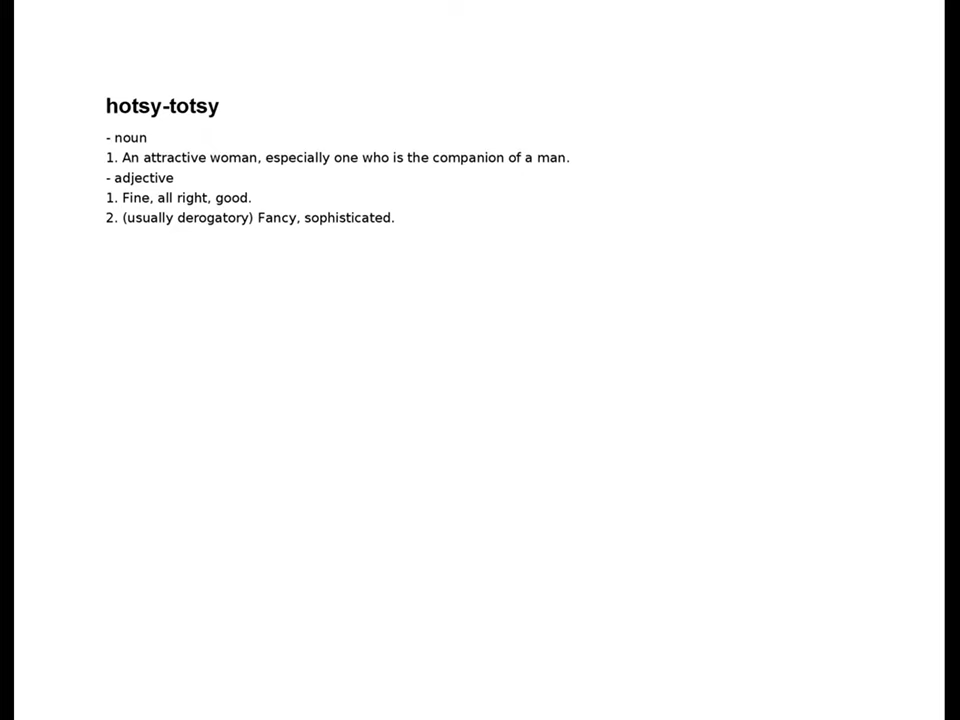 hotsy-totsy
- noun
1. An attractive woman, especially one who is the companion of a man.
- adjective
1. Fine, all right, good.
2. (usually derogatory) Fancy, sophisticated.